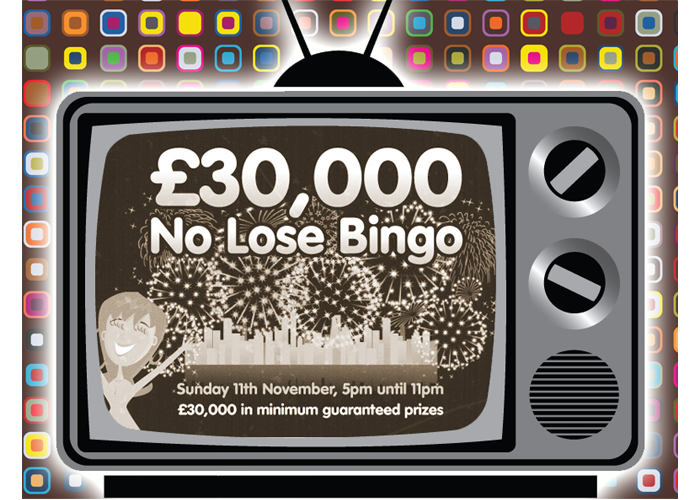 £30,000
No Lose Bingo
Sunday 11th November, 5pm until 11pm
£30,000 in minimum guaranteed prizes